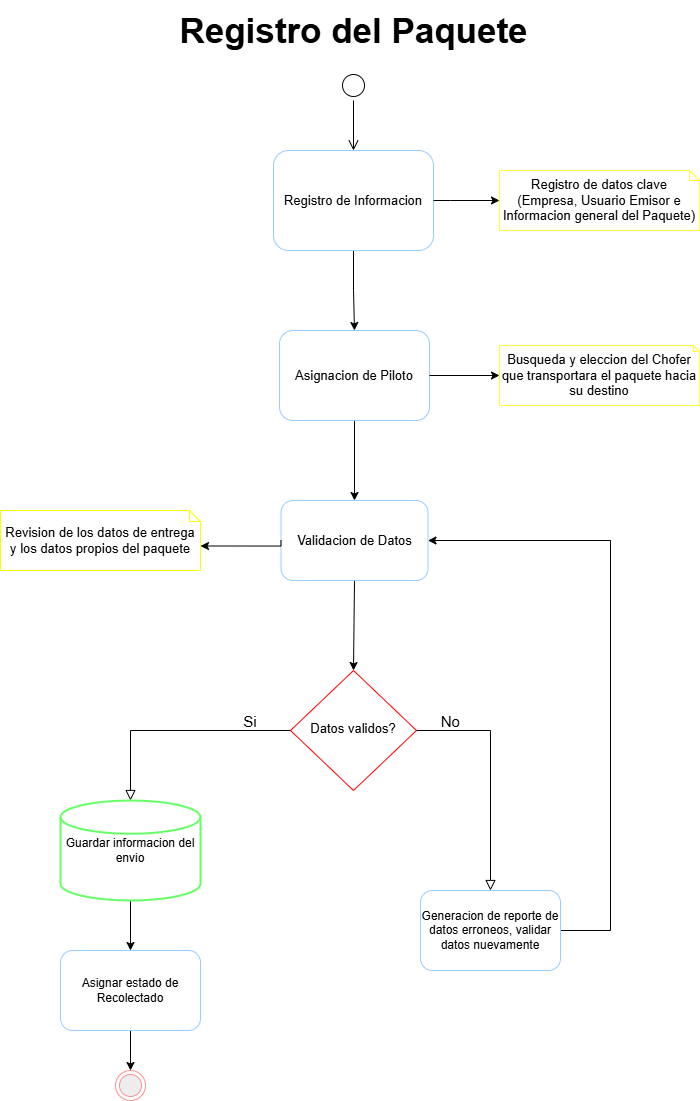 Registro del Paquete
Registro de Informacion
Registro de datos clave
(Empresa, Usuario Emisor e
Informacion general del Paquete)
Asignacion de Piloto
Busqueda y eleccion del Chofer
que transportara el paquete hacia
su destino
Validacion de Datos
Revision de los datos de entrega
y los datos propios del paquete
Datos validos?
Si
No
Guardar informacion del
envio
Generacion de reporte de
datos erroneos, validar
datos nuevamente
Asignar estado de
Recolectado